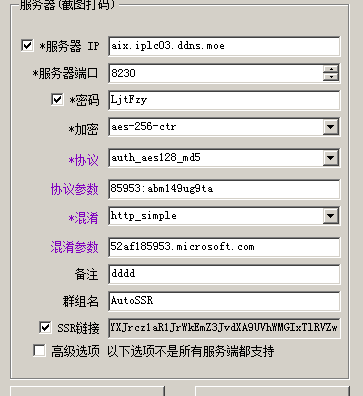 服务器(截图打码)
*服务器 IP aix.iplc03.ddns.moe
*服务器端口 8230
*密码 LjtFzy
*加密 aes-256-ctr
*协议 auth_aes128_md5
协议参数 85953:abm149ug9ta
*混淆 http_simple
混淆参数 52af185953.microsoft.com
备注 dddd
群组名 AutoSSR
SSR链接 YXJrcz1aR1JrWkEmZ3JvdXA9UVhWMGIxTlRVZw
高级选项 以下选项不是所有服务端都支持